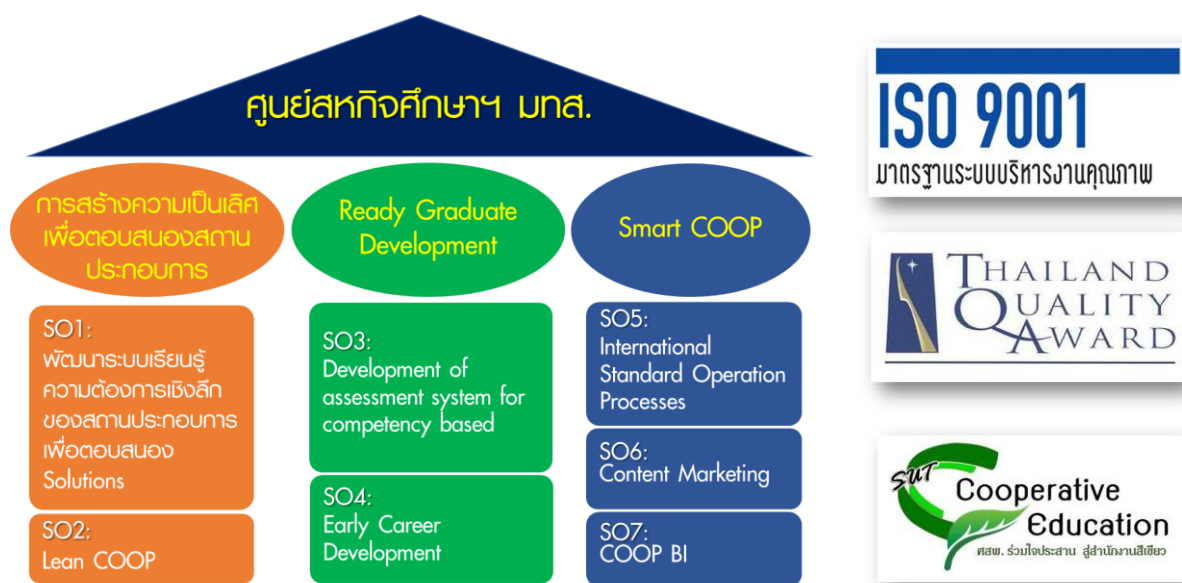 ศูนย์สหกิจศึกษาฯ มทส.
การสร้างความเป็นเลิศ
เพื่อตอบสนองสถาน
ประกอบการ
SO1:
พัฒนาระบบเรียนรู้
ความต้องการเชิงลึก
ของสถานประกอบการ
เพื่อตอบสนอง
Solutions
SO2:
Lean COOP
Ready Graduate
Development
SO3:
Development of
assessment system for
competency based
SO4:
Early Career
Development
Smart COOP
SO5:
International
Standard Operation
Processes
SO6:
Content Marketing
SO7:
COOP BI
ISO 9001
มาตรฐานระบบบริหารงานคุณภาพ
THAILAND
QUALITY
AWARD
SUT
Cooperative
Education
ศสพ. ร่วมใจประสาน สู่สำนักงานสีเขียว